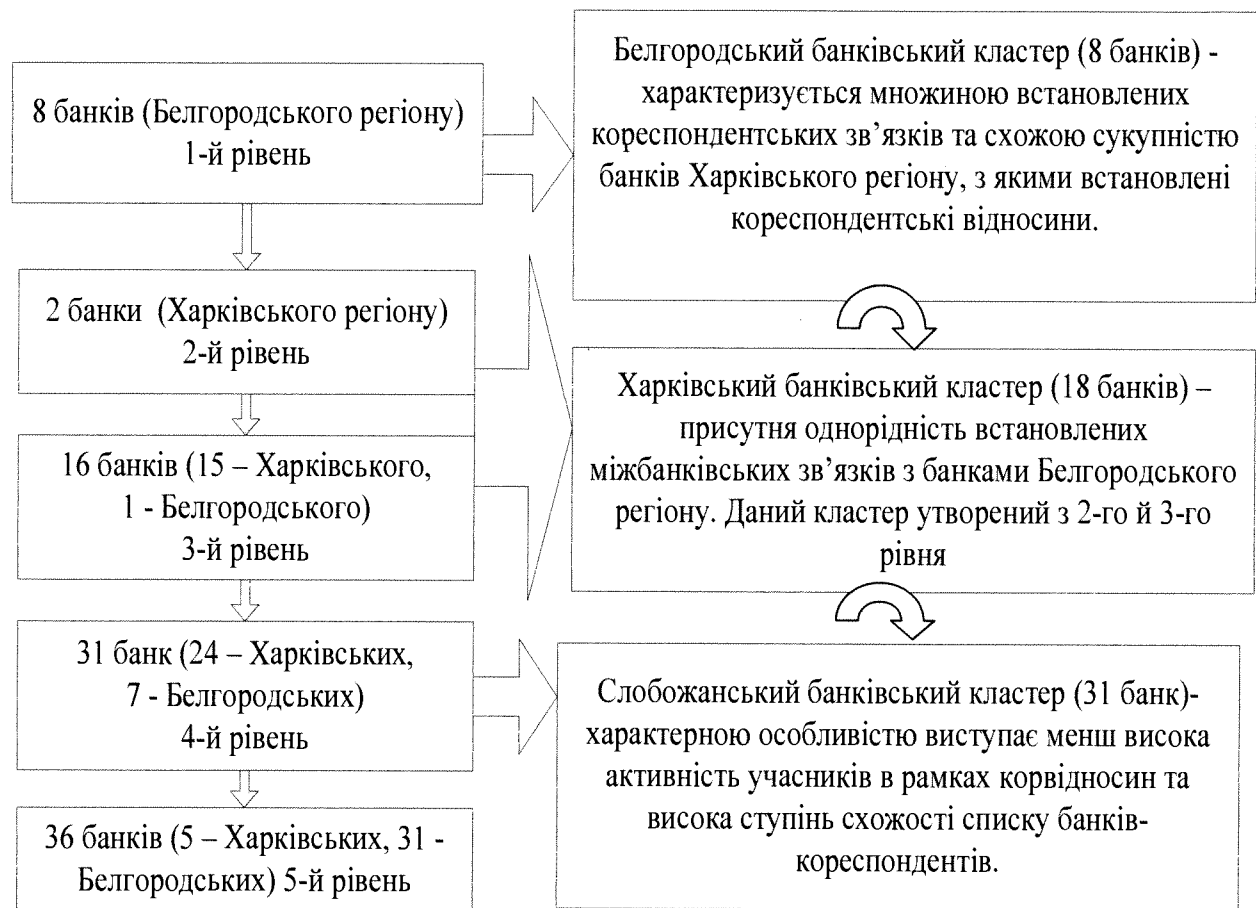 8 банків (Белгородського регіону)
1-й рівень
Белгородський банківський кластер (8 банків) -
характеризується множиною встановлених
кореспондентських зв’язків та схожою сукупністю
банків Харківського регіону, з якими встановлені
кореспондентські відносини.
2 банки (Харківського регіону)
2-й рівень
16 банків (15 – Харківського,
1 - Белгородського)
3-й рівень
Харківський банківський кластер (18 банків) –
присутня однорідність встановлених
міжбанківських зв’язків з банками Белгородського
регіону. Даний кластер утворений з 2-го й 3-го
рівня
31 банк (24 – Харківських,
7 - Белгородських)
4-й рівень
Слобожанський банківський кластер (31 банк)-
характерною особливістю виступає менш висока
активність учасників в рамках корвідносин та
висока ступінь схожості списку банків-
кореспондентів.
36 банків (5 – Харківських, 31 -
Белгородських) 5-й рівень